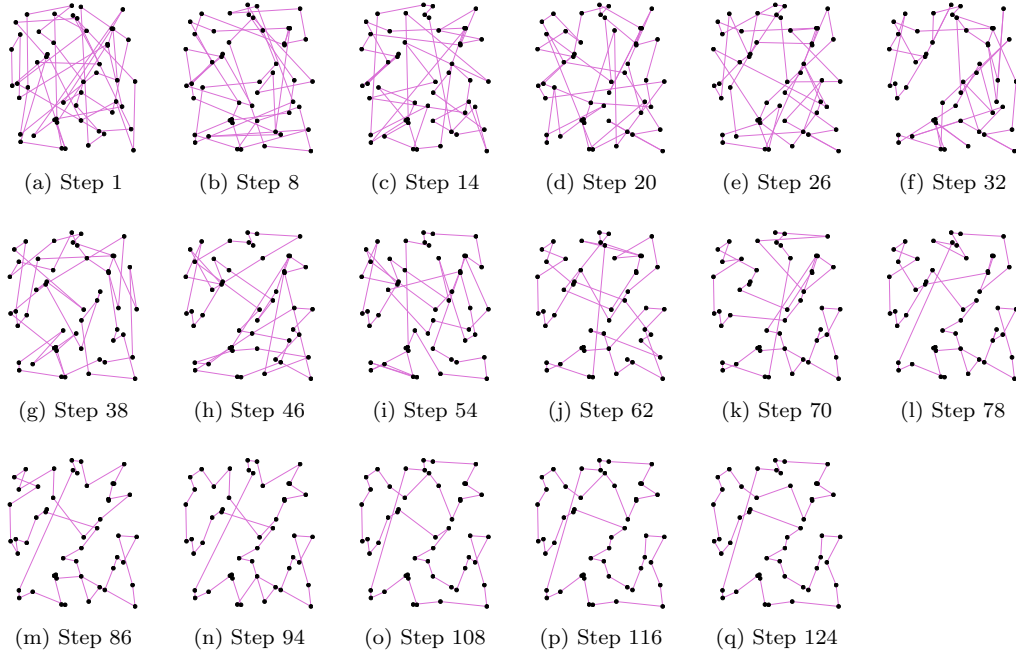 (a) Step 1
(b) Step 8
(c) Step 14
(d) Step 20
(e) Step 26
(f) Step 32
(g) Step 38
(h) Step 46
(i) Step 54
(j) Step 62
(k) Step 70
(l) Step 78
(m) Step 86
(n) Step 94
(o) Step 108
(p) Step 116
(q) Step 124